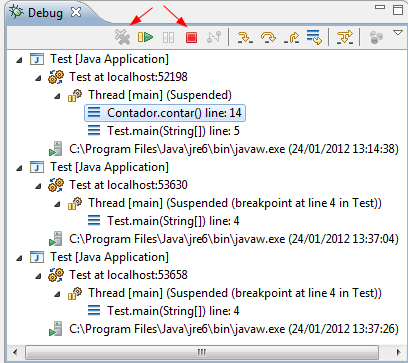 Debug
Test [Java Application]
Test at localhost:52198
Thread [main] (Suspended)
Contador.contar() line: 14
Test.main(String[]) line: 5
C:\Program Files\Java\jre6\bin\javaw.exe (24/01/2012 13:14:38)
Test [Java Application]
Test at localhost:53630
Thread [main] (Suspended (breakpoint at line 4 in Test))
Test.main(String[]) line: 4
C:\Program Files\Java\jre6\bin\javaw.exe (24/01/2012 13:37:04)
Test [Java Application]
Test at localhost:53658
Thread [main] (Suspended (breakpoint at line 4 in Test))
Test.main(String[]) line: 4
C:\Program Files\Java\jre6\bin\javaw.exe (24/01/2012 13:37:26)